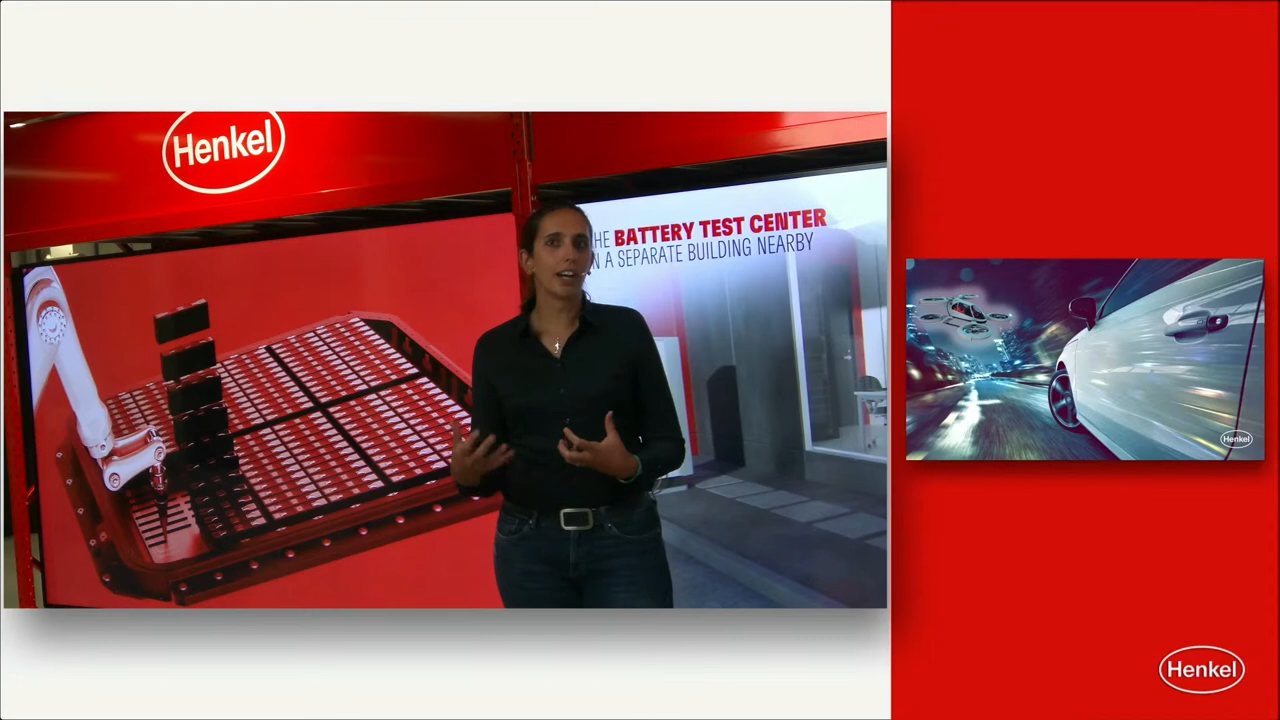 Henkel
HE BATTERY TEST CENTER
N A SEPARATE BUILDING NEARBY
Henkel
Henkel